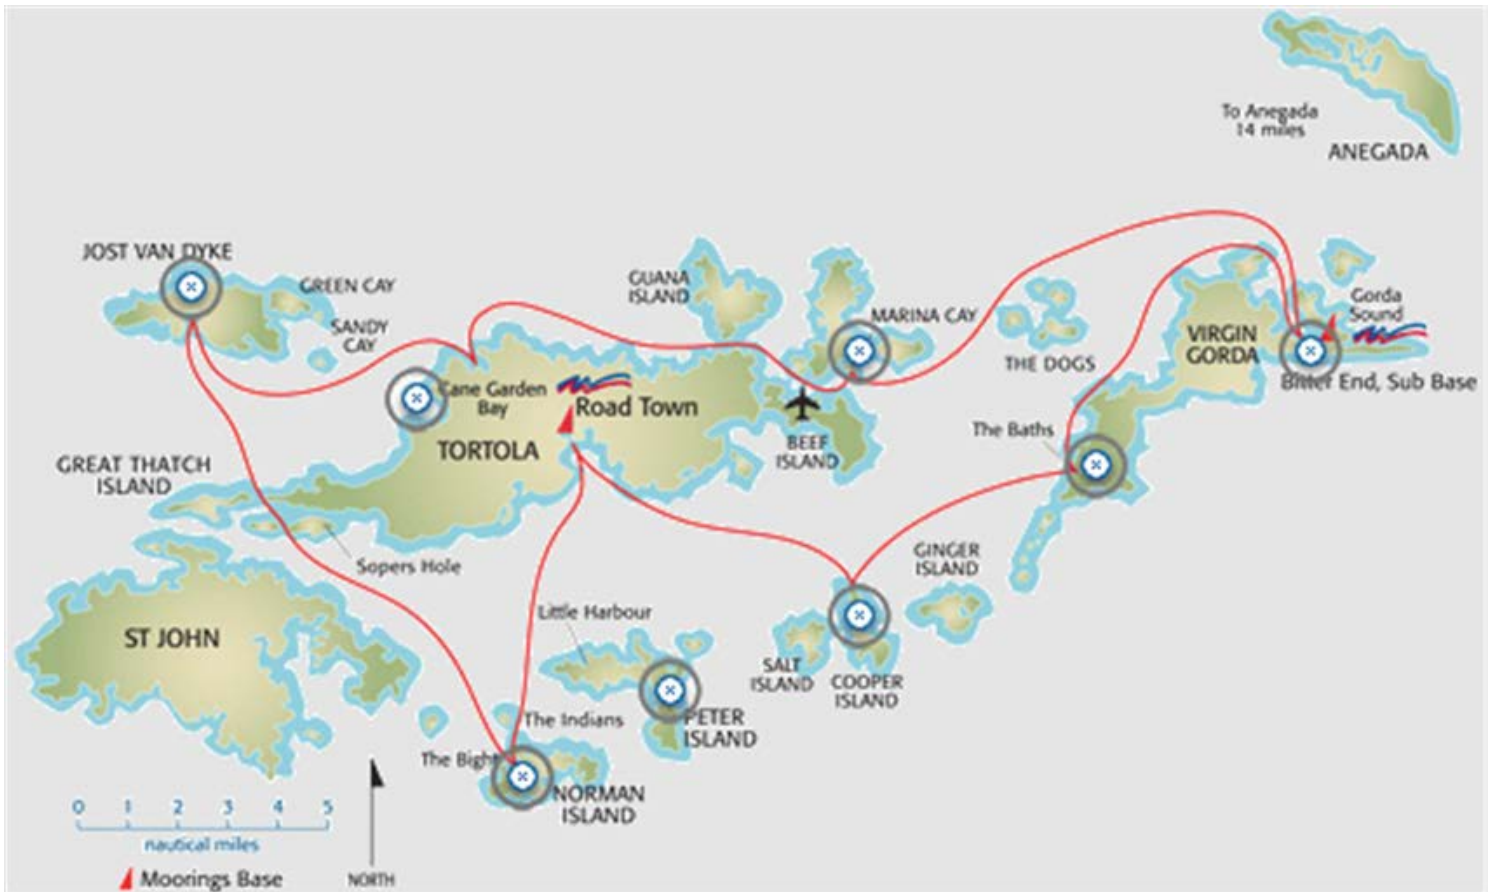 To Anegada
14 miles
ANEGADA
JOST VAN DYKE
GREEN CAY
SANDY
CAY
GUANA
ISLAND
MARINA CAY
THE DOGS
VIRGIN
GORDA
Gorda
Sound
Bitter End, Sub Base
Cane Garden
Bay
Road Town
TORTOLA
BEEF
ISLAND
The Baths
GREAT THATCH
ISLAND
Sopers Hole
GINGER
ISLAND
ST JOHN
Little Harbour
SALT
ISLAND
COOPER
ISLAND
The Indians
PETER
ISLAND
The Bight
NORMAN
ISLAND
0 1 2 3 4 5
nautical miles
Moorings Base
NORTH